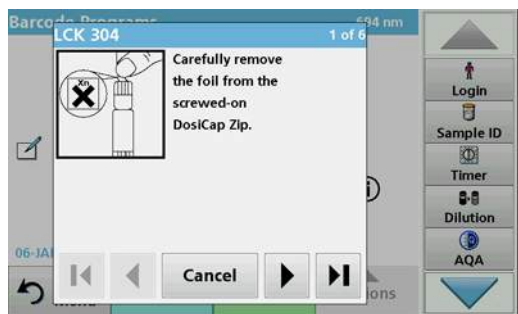 Barcode Programs
694 nm
LCK 304
1 of 6
Xn
Carefully remove
the foil from the
screwed-on
DosiCap Zip.
Login
Sample ID
Timer
Dilution
AQA
06-JA
Cancel
Menu
ions